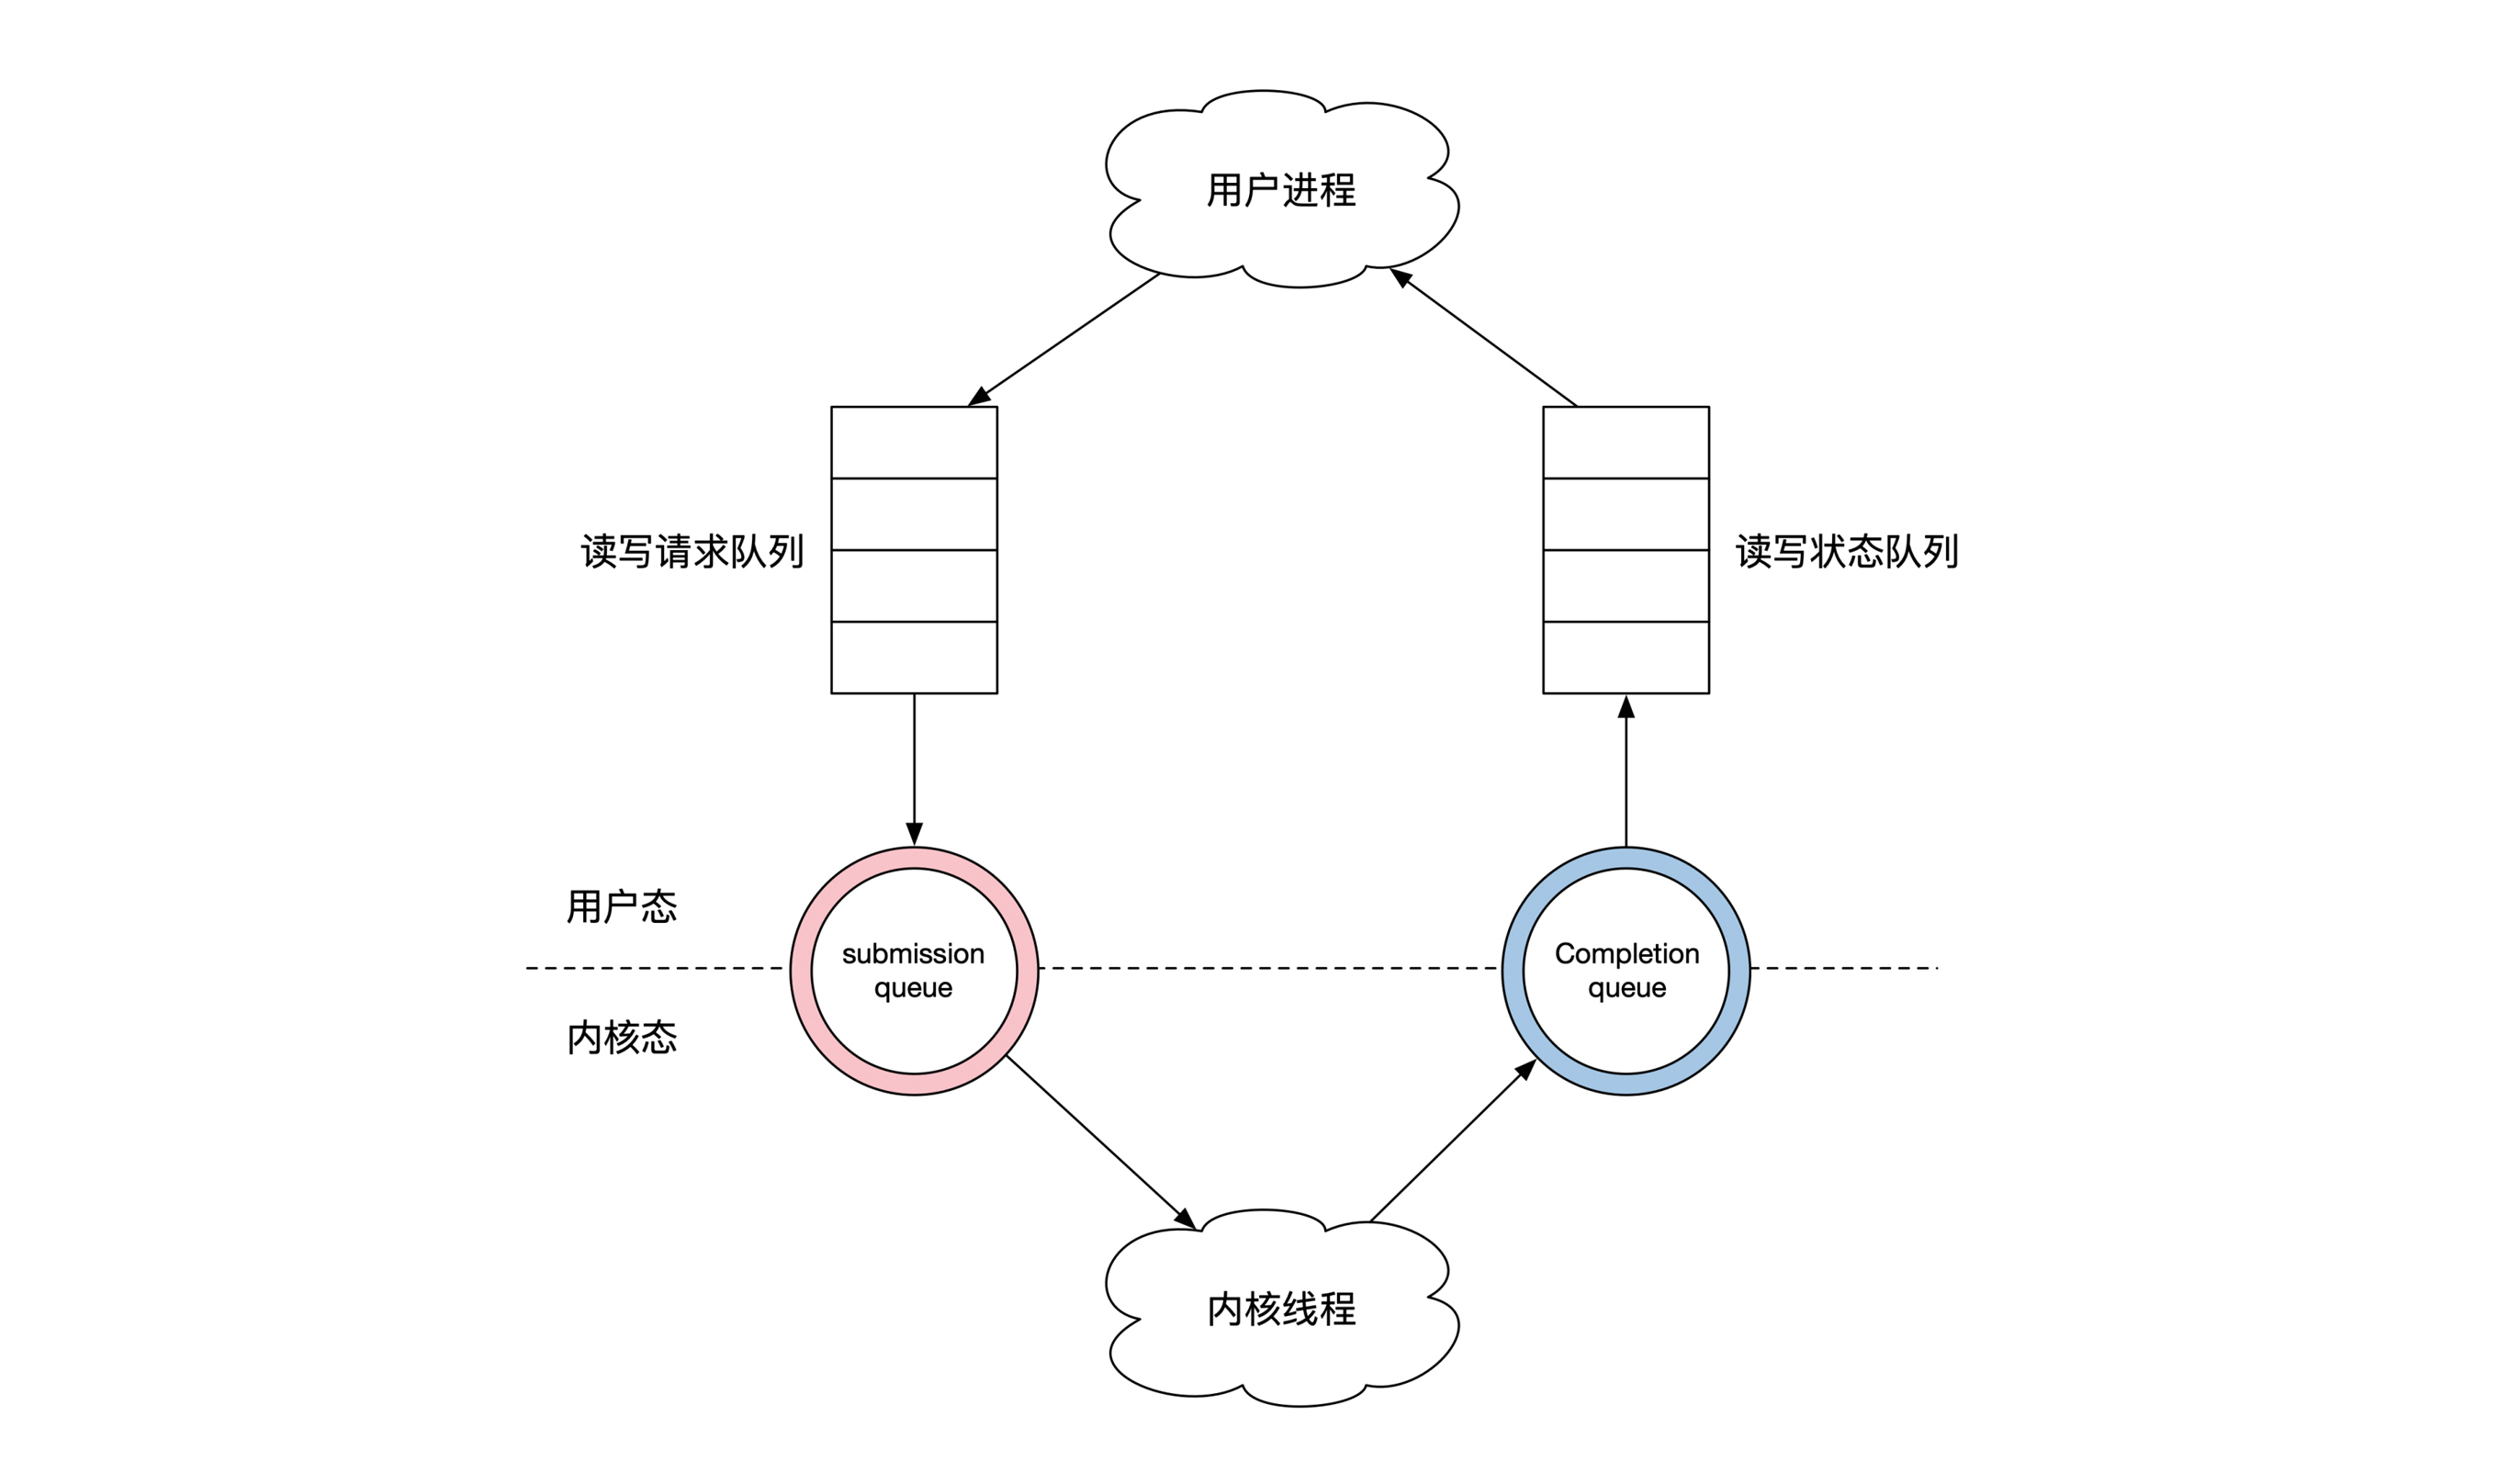 用户进程
读写请求队列
读写状态队列
用户态
submission
queue
Completion
queue
内核态
内核线程